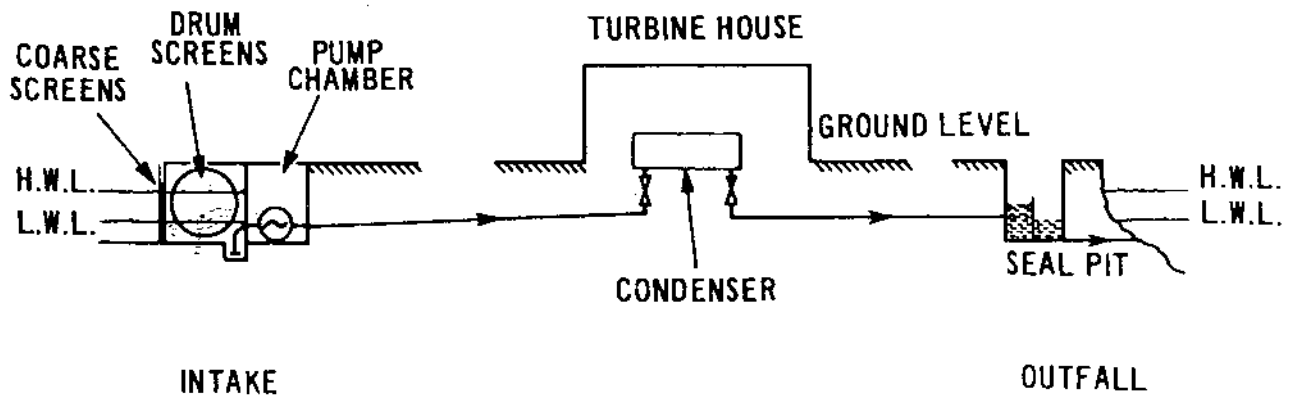 COARSE
SCREENS
DRUM
SCREENS
PUMP
CHAMBER
TURBINE HOUSE
GROUND LEVEL
H.W.L.
L.W.L.
H.W.L.
L.W.L.
CONDENSER
SEAL PIT
INTAKE
OUTFALL